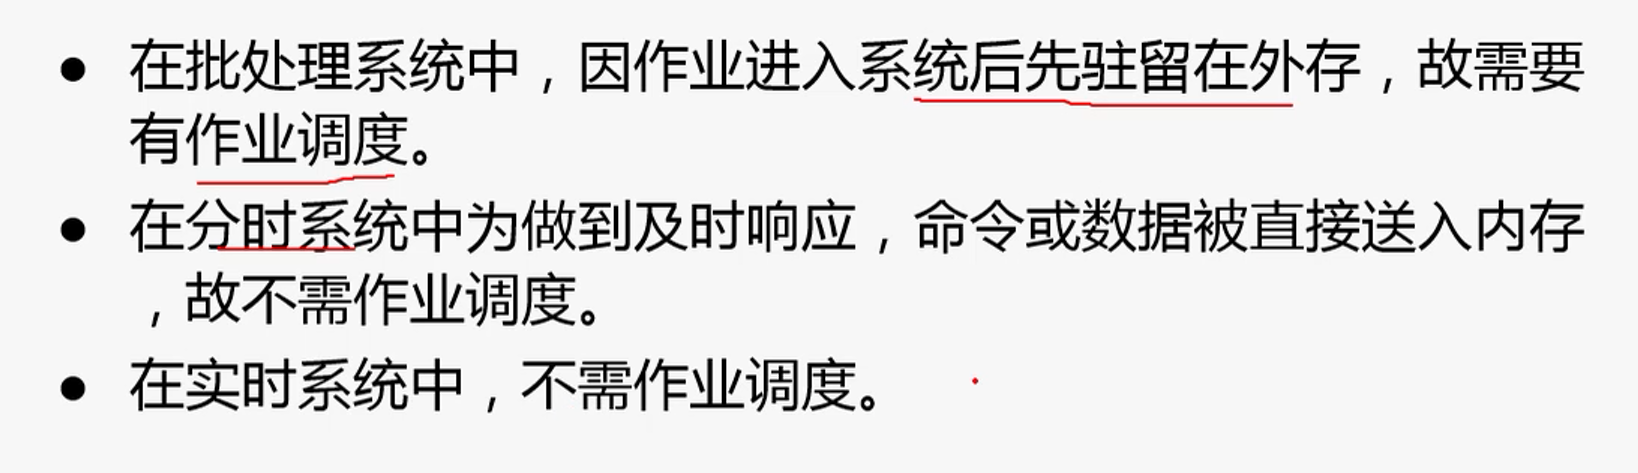 ● 在批处理系统中，因作业进入系统后先驻留在外存，故需要
有作业调度。
● 在分时系统中为做到及时响应，命令或数据被直接送入内存
，故不需作业调度。
● 在实时系统中，不需作业调度。